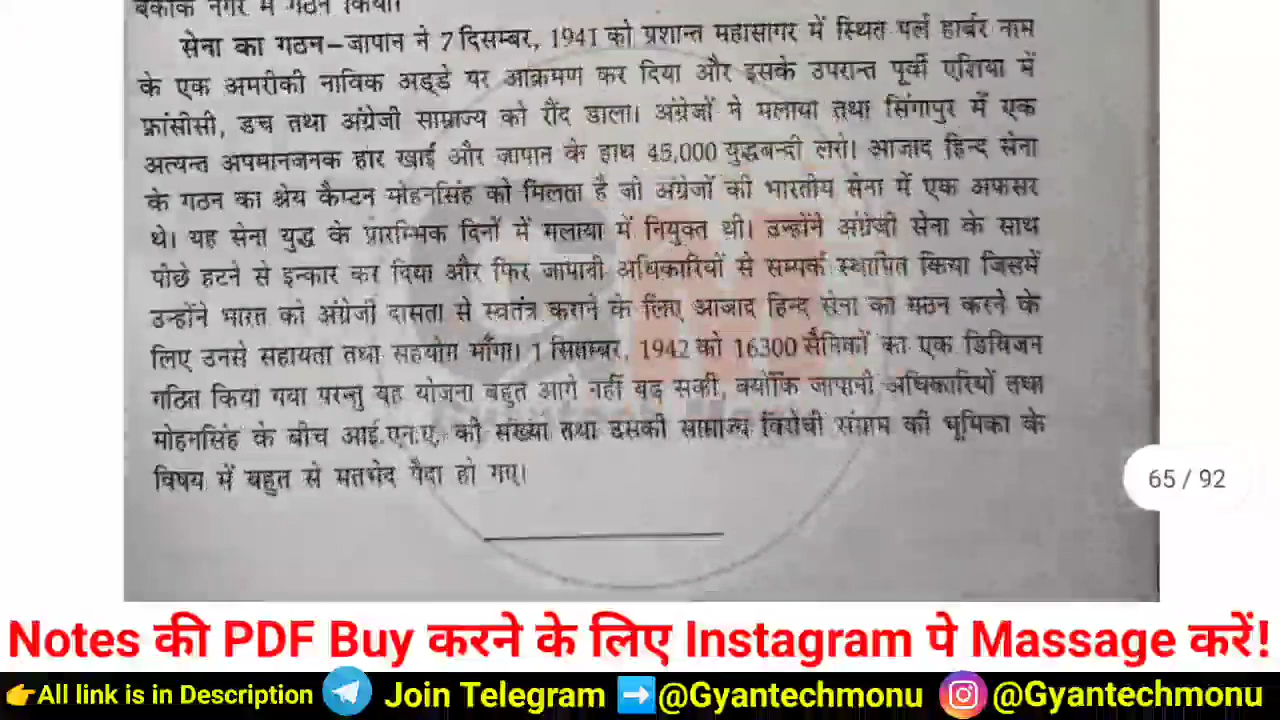 बैंकाक नगर में गठन किया।
सेना का गठन–जापान ने 7 दिसम्बर, 1941 को प्रशान्त महासागर में स्थित पर्ल हार्बर नाम
के एक अमरीकी नाविक अड्डे पर आक्रमण कर दिया और इसके उपरान्त पूर्वी एशिया में
फ्रांसीसी, डच तथा अंग्रेजी साम्राज्य को रौंद डाला। अंग्रेजों ने मलाया तथा सिंगापुर में एक
अत्यन्त अपमानजनक हार खाई और जापान के हाथ 45,000 युद्धबन्दी लगे। आजाद हिन्द सेना
के गठन का श्रेय कैप्टन मोहनसिंह को मिलता है जो अंग्रेजों की भारतीय सेना में एक अफसर
थे। यह सेना युद्ध के प्रारम्भिक दिनों में मलाया में नियुक्त थी। उन्होंने अंग्रेजी सेना के साथ
पीछे हटने से इन्कार कर दिया और फिर जापानी अधिकारियों से सम्पर्क स्थापित किया जिसमें
उन्होंने भारत को अंग्रेजी दासता से स्वतंत्र कराने के लिए आजाद हिन्द सेना का गठन करने के
लिए उनसे सहायता तथा सहयोग माँगा। 1 सितम्बर, 1942 को 16300 सैनिकों का एक डिविजन
गठित किया गया परन्तु यह योजना बहुत आगे नहीं बढ़ सकी, क्योंकि जापानी अधिकारियों तथा
मोहनसिंह के बीच आई.एन.ए. की संख्या तथा उसकी साम्राज्य विरोधी संग्राम की भूमिका के
विषय में बहुत से मतभेद पैदा हो गए।
65 / 92
Notes की PDF Buy करने के लिए Instagram पे Massage करें!
👉All link is in Description Join Telegram ➡️@Gyantechmonu @Gyantechmonu